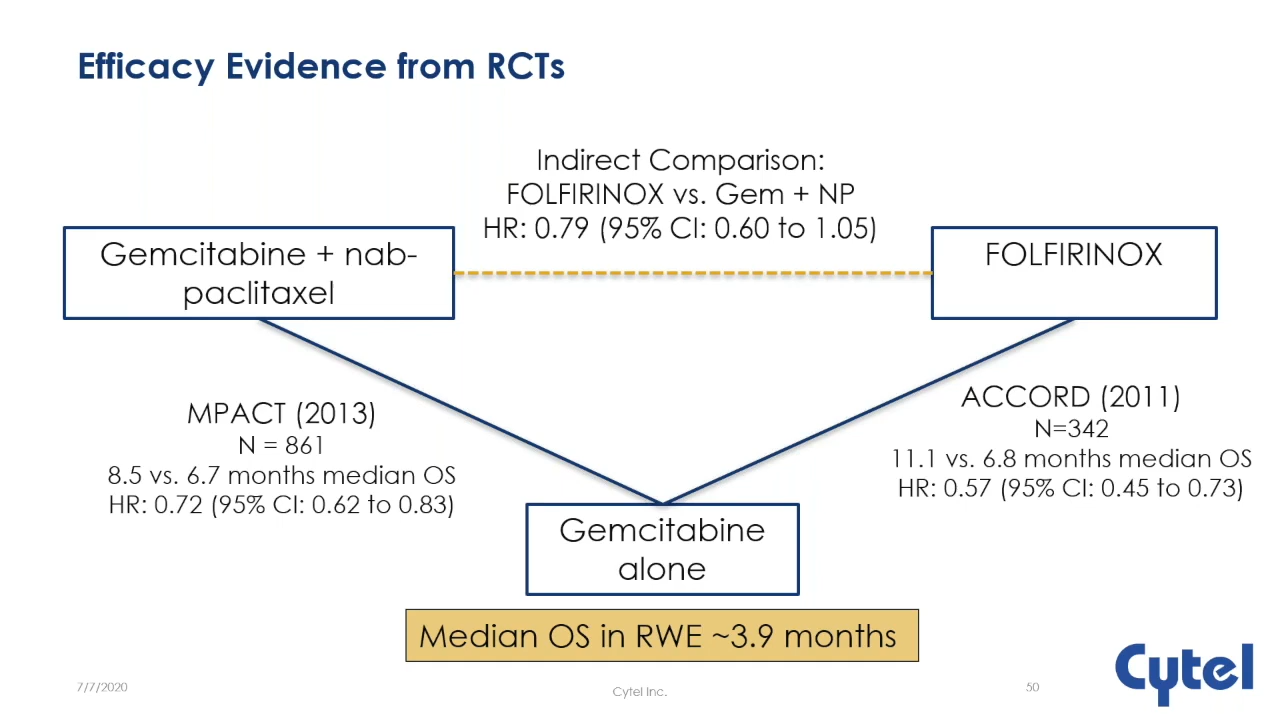 Efficacy Evidence from RCTs
Indirect Comparison:
FOLFIRINOX vs. Gem + NP
HR: 0.79 (95% CI: 0.60 to 1.05)
Gemcitabine + nab-
paclitaxel
FOLFIRINOX
MPACT (2013)
N = 861
8.5 vs. 6.7 months median OS
HR: 0.72 (95% CI: 0.62 to 0.83)
ACCORD (2011)
N=342
11.1 vs. 6.8 months median OS
HR: 0.57 (95% CI: 0.45 to 0.73)
Gemcitabine
alone
Median OS in RWE ~3.9 months
7/7/2020
Cytel Inc.
50
Cytel